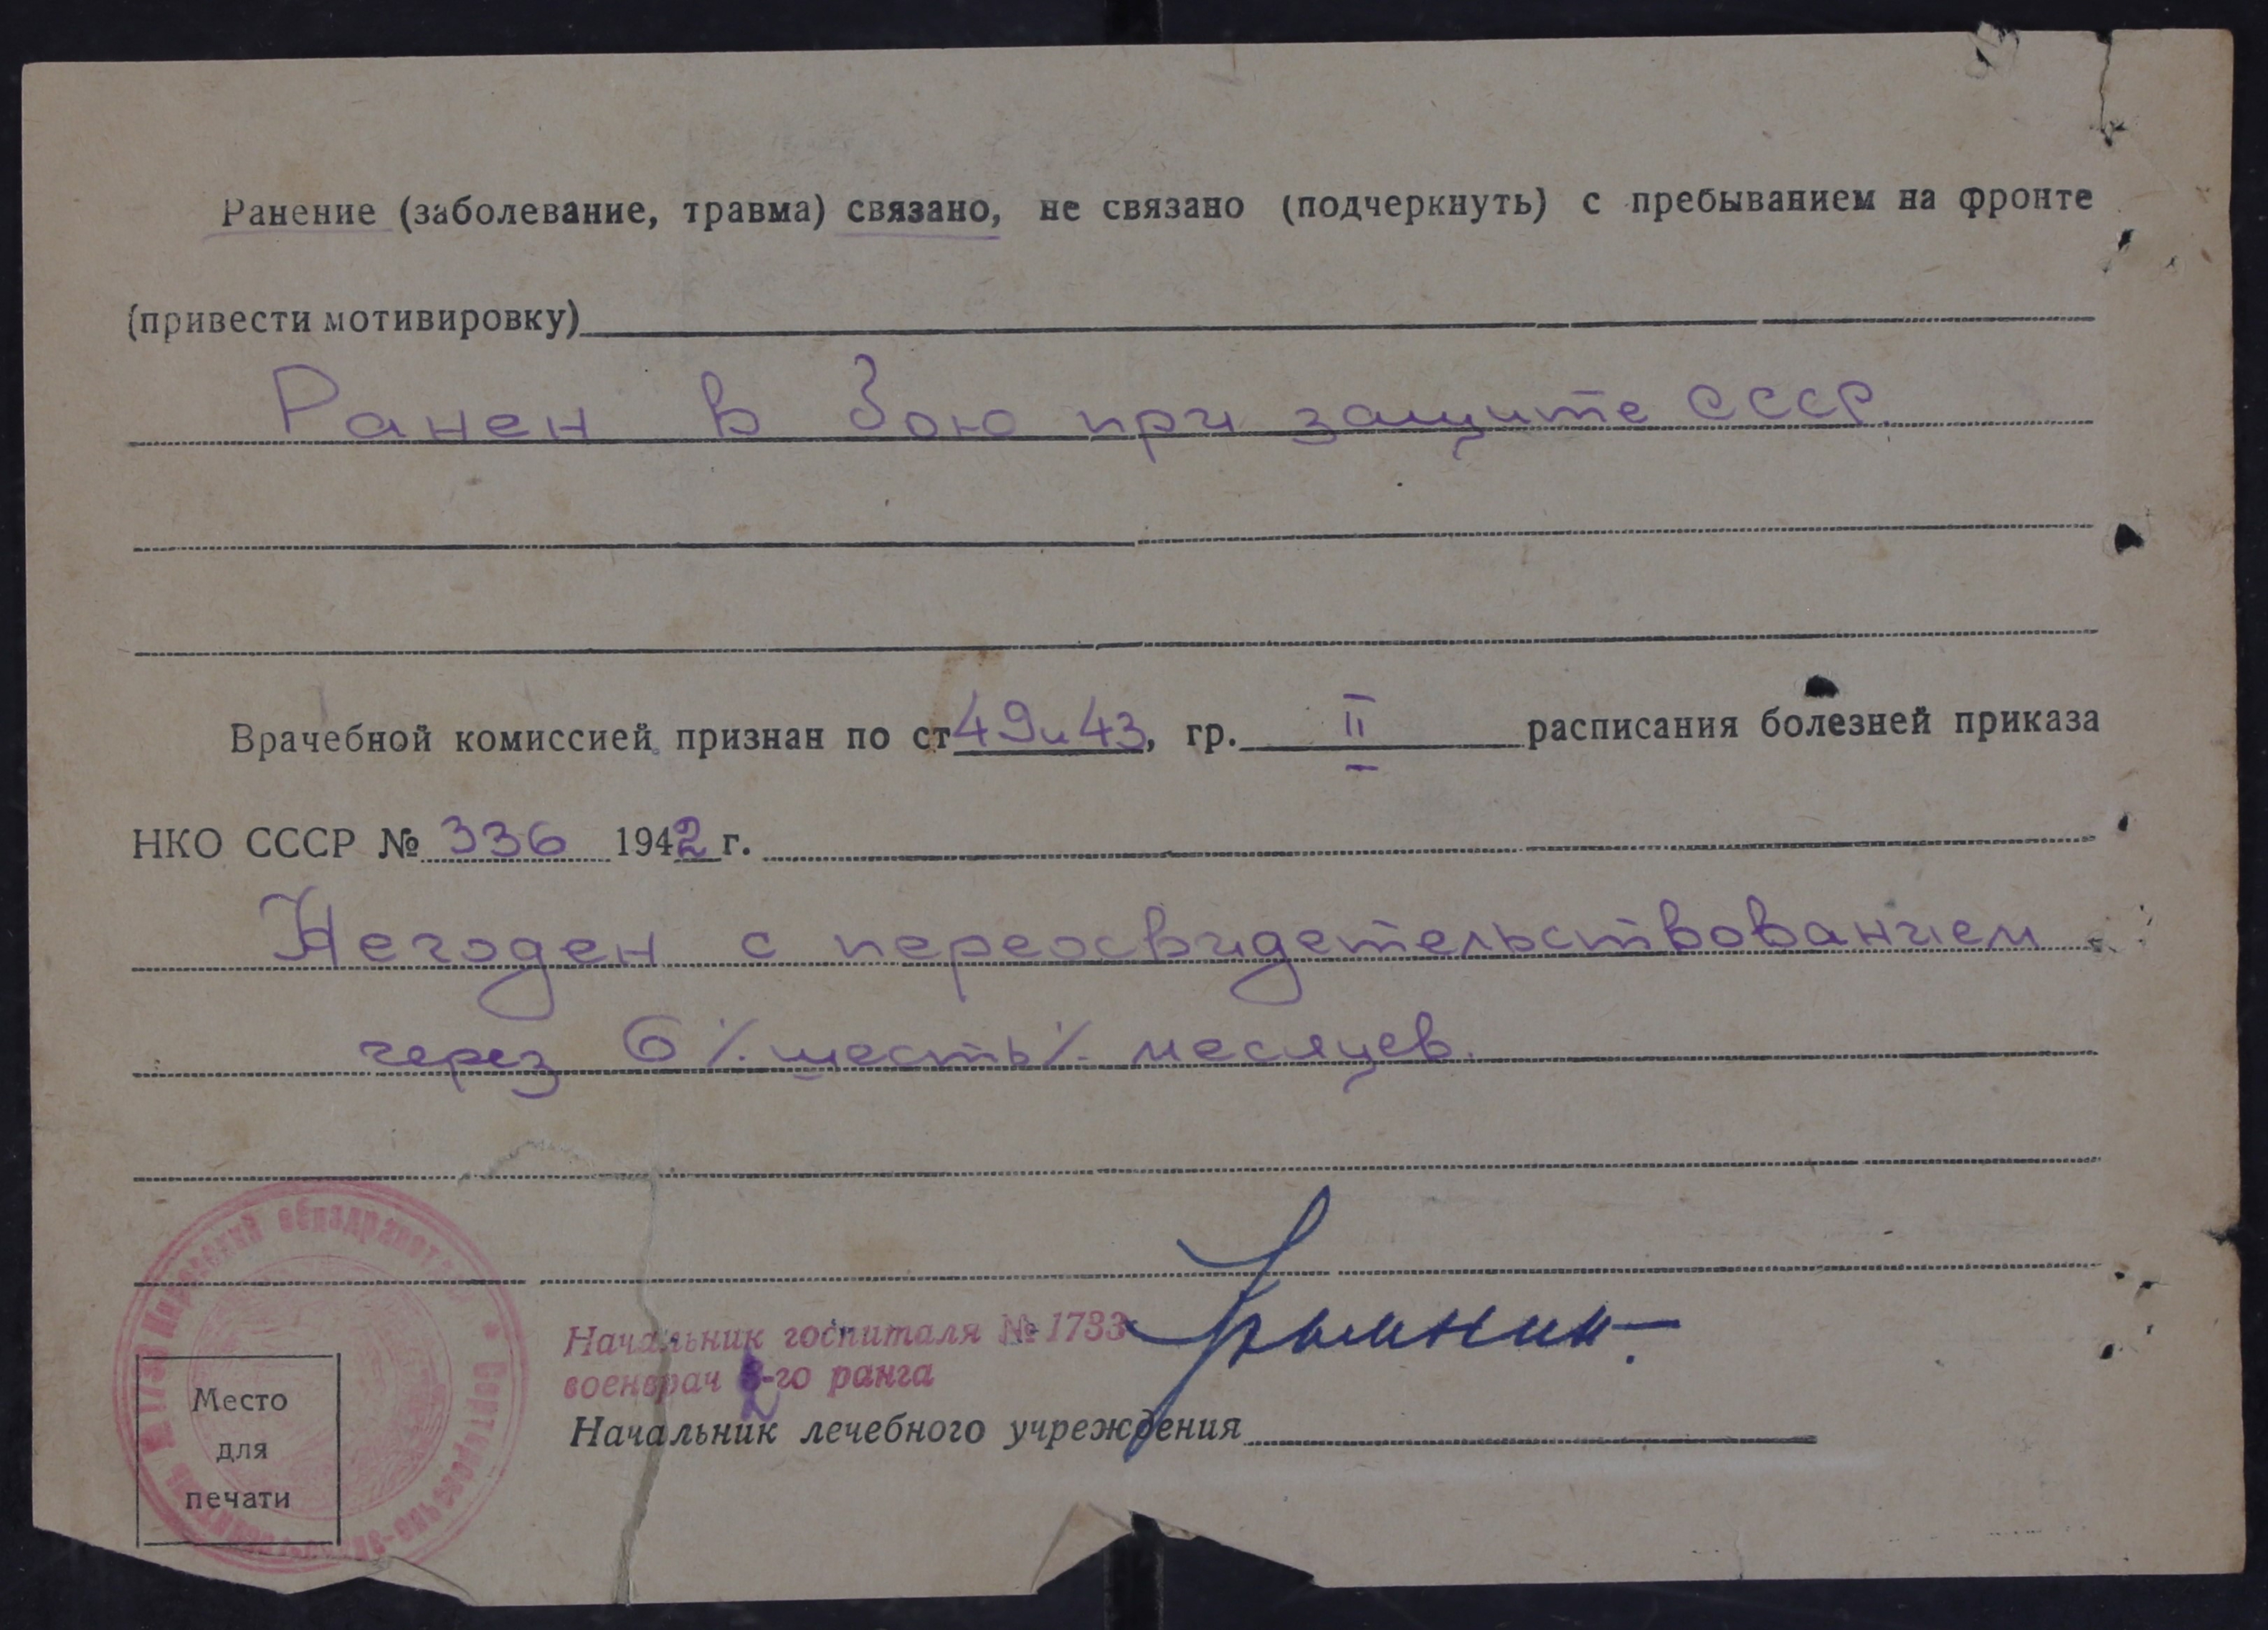 Ранение (заболевание, травма) связано, не связано (подчеркнуть) с пребыванием на фронте
(привести мотивировку)
Ранен в бою при защите СССР.
Врачебной комиссией признан по ст 49 и 43, гр. II расписания болезней приказа
НКО СССР № 336 1942 г.
Негоден с переосвидетельствованием
через 6 /. шесть /. месяцев.
Начальник госпиталя № 1733
военврач 2-го ранга
Начальник лечебного учреждения
Место
для
печати